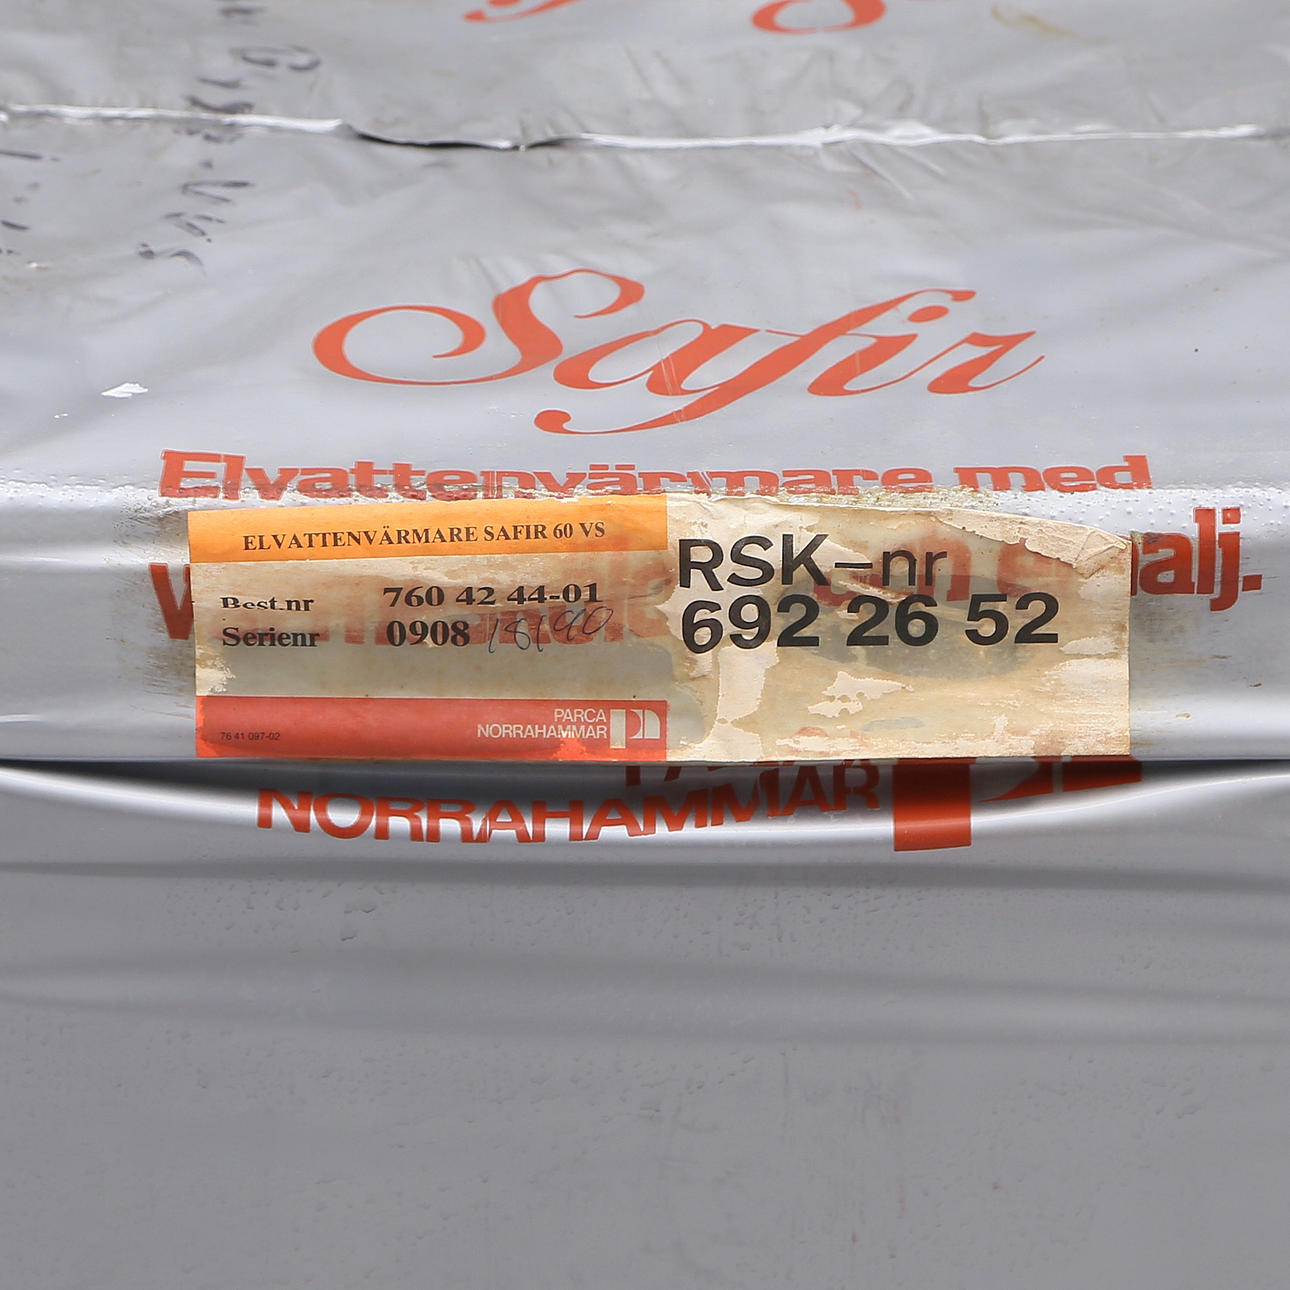 Safir
Elvattenvärmare med
alj.
ELVATTENVÄRMARE SAFIR 60 VS
Best.nr 760 42 44-01
Serienr 0908 18190
RSK-nr
692 26 52
PARCA
NORRAHAMMAR
76 41 097-02
NORRAHAMMAR